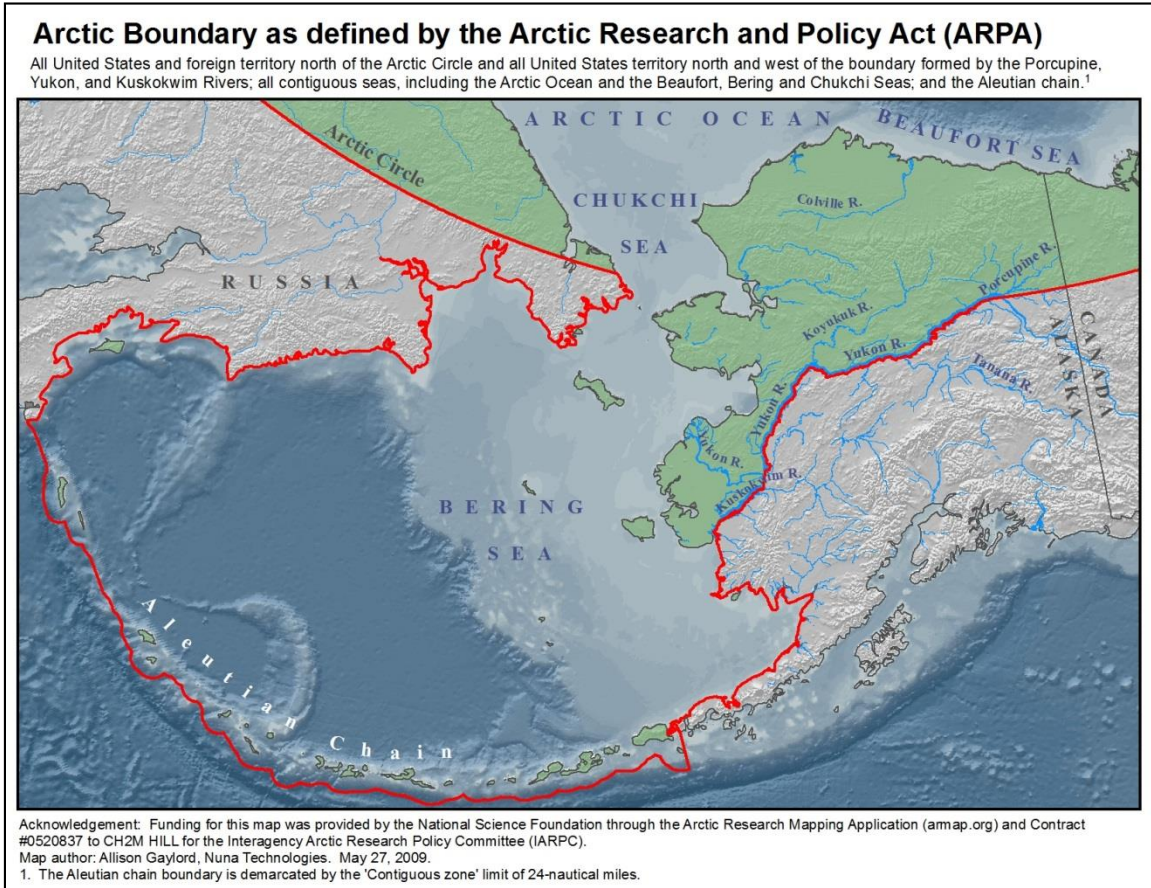 Arctic Boundary as defined by the Arctic Research and Policy Act (ARPA)
All United States and foreign territory north of the Arctic Circle and all United States territory north and west of the boundary formed by the Porcupine,
Yukon, and Kuskokwim Rivers; all contiguous seas, including the Arctic Ocean and the Beaufort, Bering and Chukchi Seas; and the Aleutian chain.¹
ARCTIC OCEAN
BEAUFORT SEA
Arctic Circle
CHUKCHI
SEA
Colville R.
RUSSIA
Porcupine R.
Koyukuk R.
Yukon R.
CANADA
ALASKA
Tanana R.
Yukon R.
Yukon R.
Kuskokwim R.
BERING
SEA
Aleutian
Chain
Acknowledgement: Funding for this map was provided by the National Science Foundation through the Arctic Research Mapping Application (armap.org) and Contract
#0520837 to CH2M HILL for the Interagency Arctic Research Policy Committee (IARPC).
Map author: Allison Gaylord, Nuna Technologies. May 27, 2009.
1. The Aleutian chain boundary is demarcated by the 'Contiguous zone' limit of 24-nautical miles.